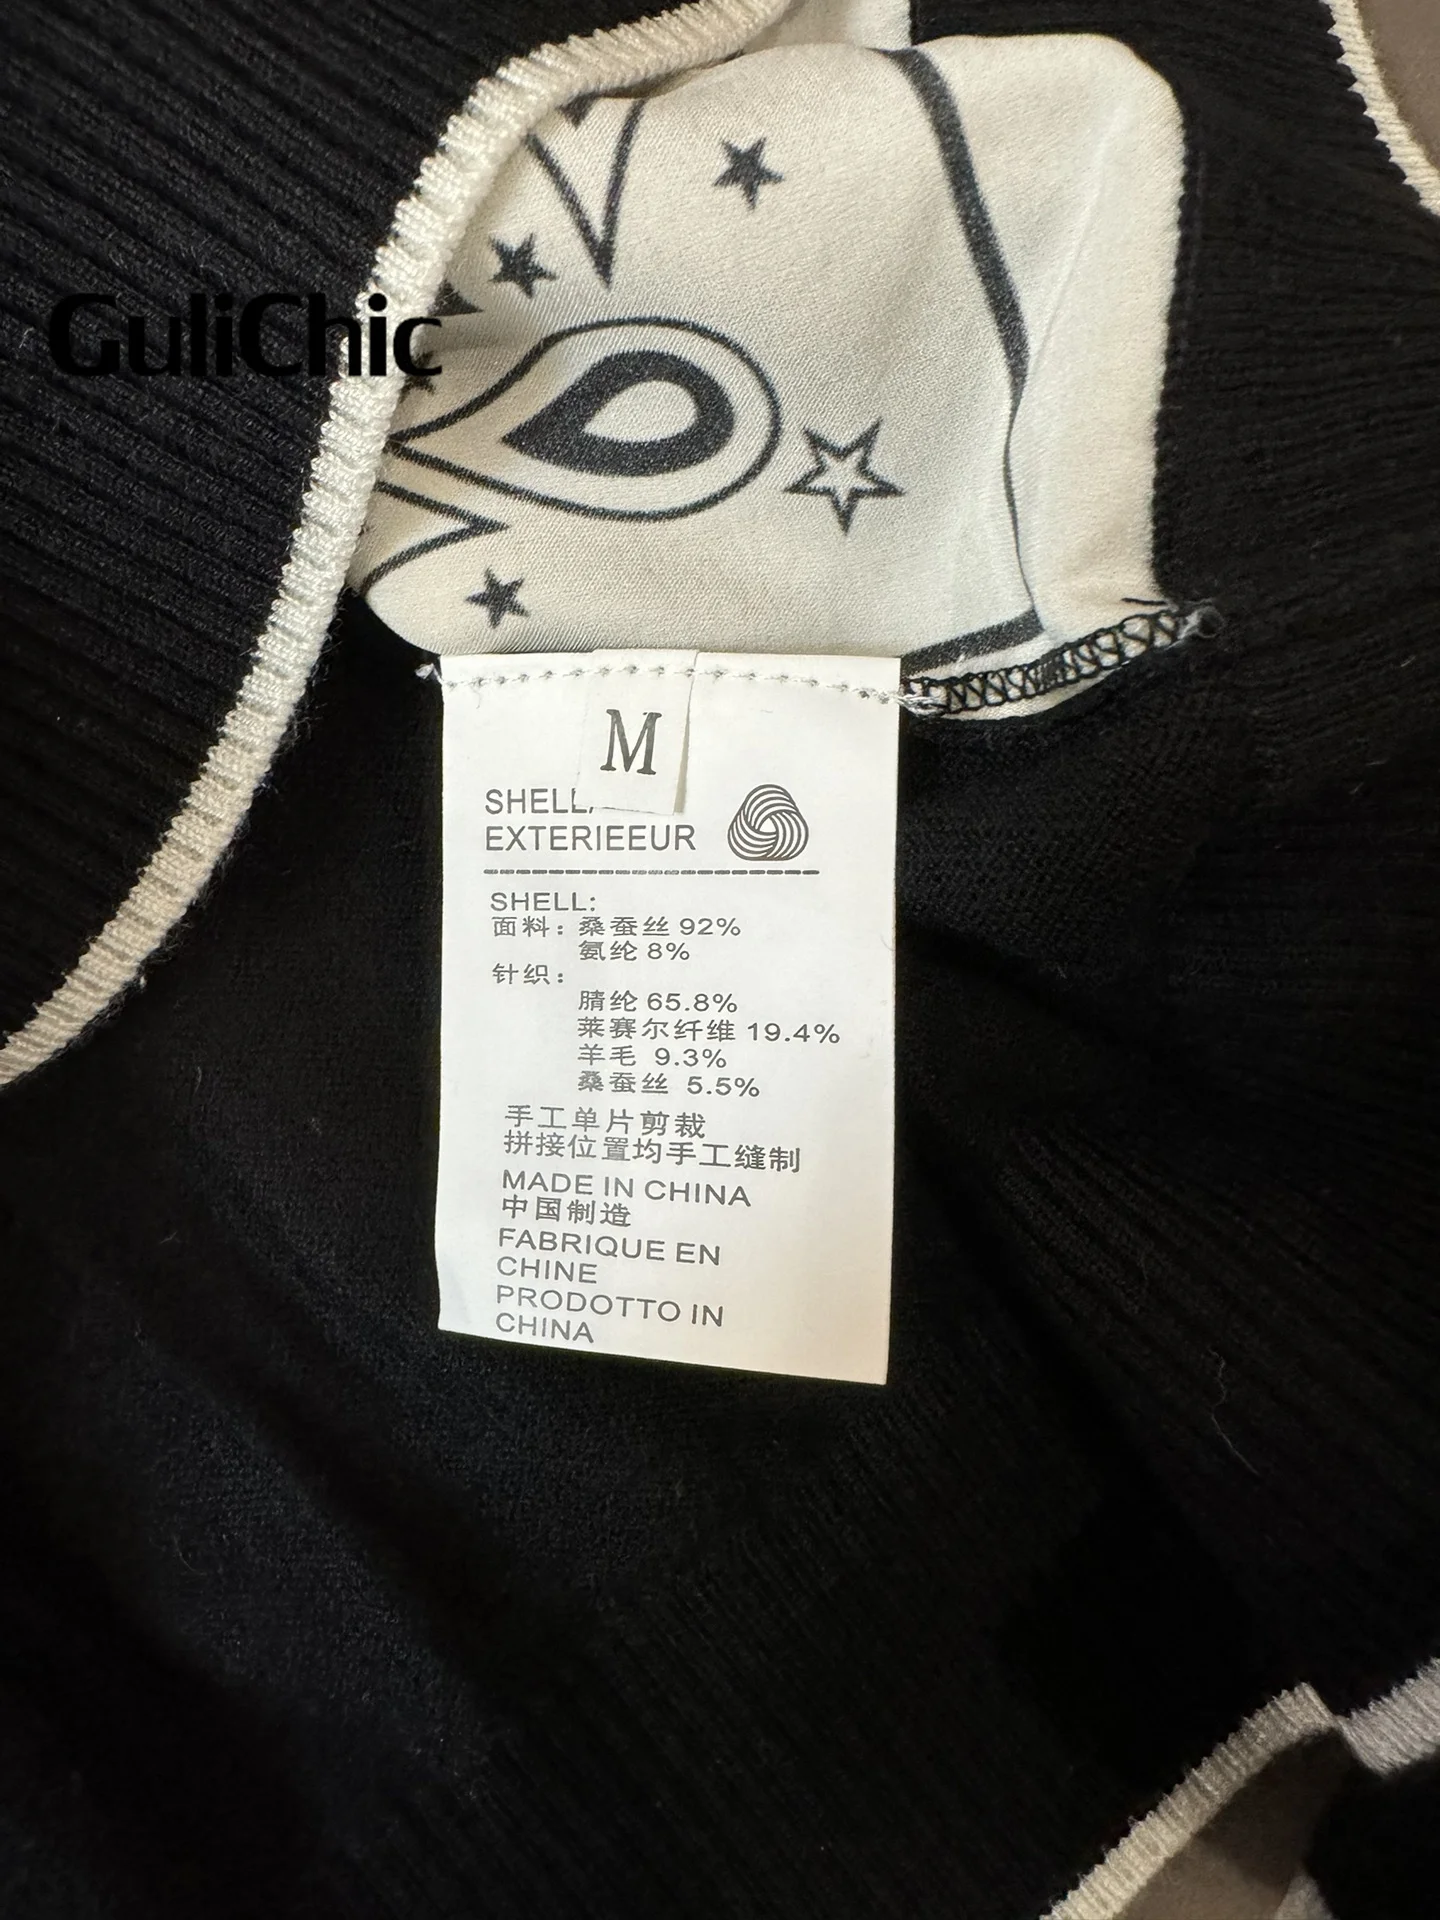 GuliChic
M
SHELL/
EXTERIEEUR
SHELL:
面料：桑蚕丝 92%
氨纶 8%
针织：
腈纶 65.8%
莱赛尔纤维 19.4%
羊毛 9.3%
桑蚕丝 5.5%
手工单片剪裁
拼接位置均手工缝制
MADE IN CHINA
中国制造
FABRIQUE EN
CHINE
PRODOTTO IN
CHINA